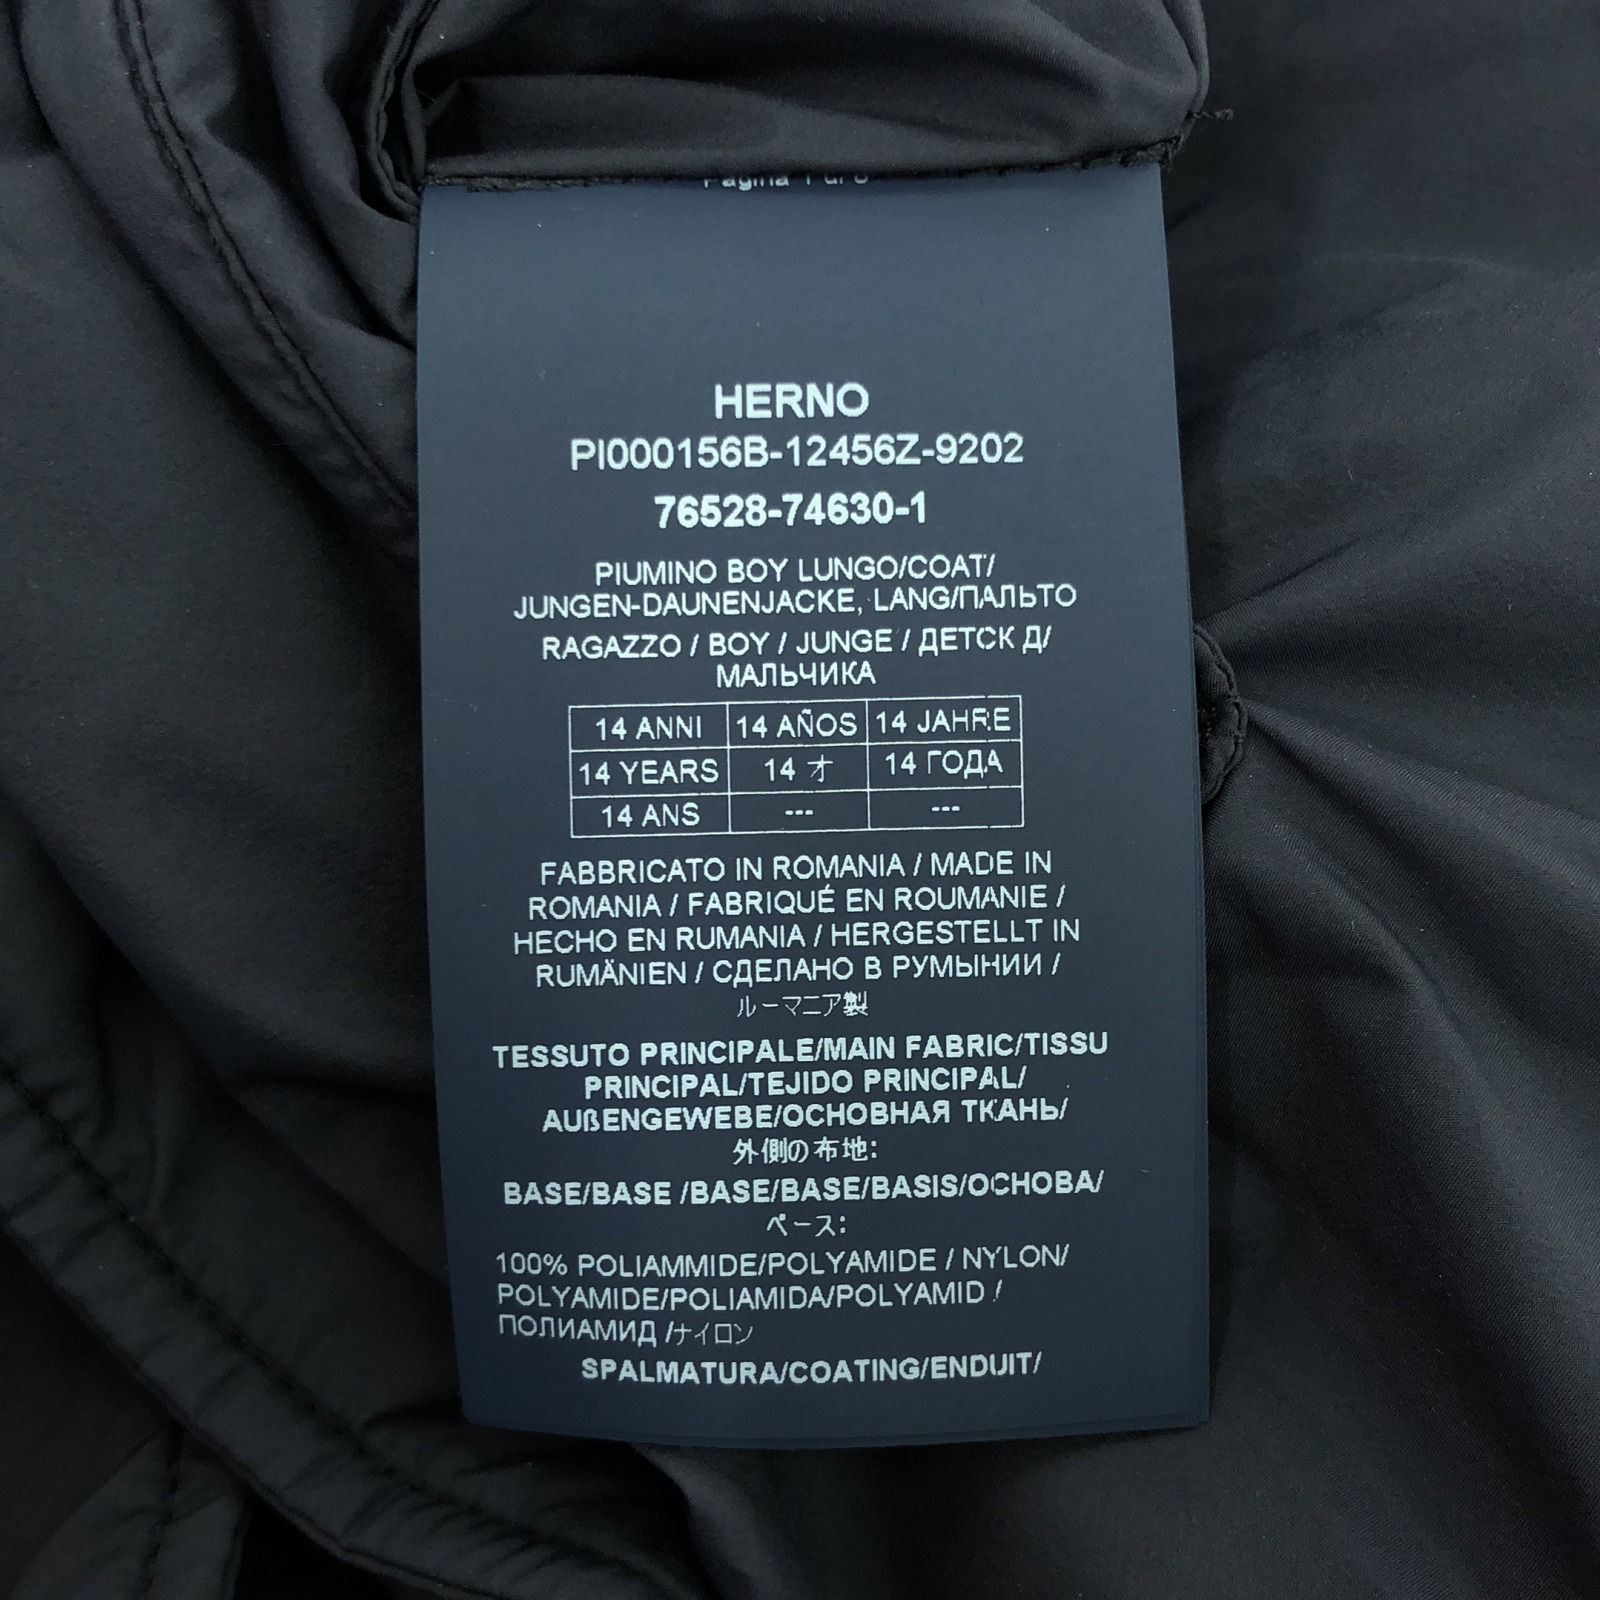 HERNO
PI000156B-12456Z-9202
76528-74630-1
PIUMINO BOY LUNGO/COAT/
JUNGEN-DAUNENJACKE, LANG/ПАЛЬТО
RAGAZZO / BOY / JUNGE / ДЕТСК Д/
МАЛЬЧИКА
14 ANNI 14 AÑOS 14 JAHRE
14 YEARS 14 才 14 ГОДА
14 ANS --- ---
FABBRICATO IN ROMANIA / MADE IN
ROMANIA / FABRIQUÉ EN ROUMANIE /
HECHO EN RUMANIA / HERGESTELLT IN
RUMÄNIEN / СДЕЛАНО В РУМЫНИИ /
ルーマニア製
TESSUTO PRINCIPALE/MAIN FABRIC/TISSU
PRINCIPAL/TEJIDO PRINCIPAL/
AUßENGEWEBE/ОСНОВНАЯ ТКАНЬ/
外側の布地:
BASE/BASE /BASE/BASE/BASIS/ОСНОВА/
ベース:
100% POLIAMMIDE/POLYAMIDE / NYLON/
POLYAMIDE/POLIAMIDA/POLYAMID /
ПОЛИАМИД /ナイロン
SPALMATURA/COATING/ENDUIT/